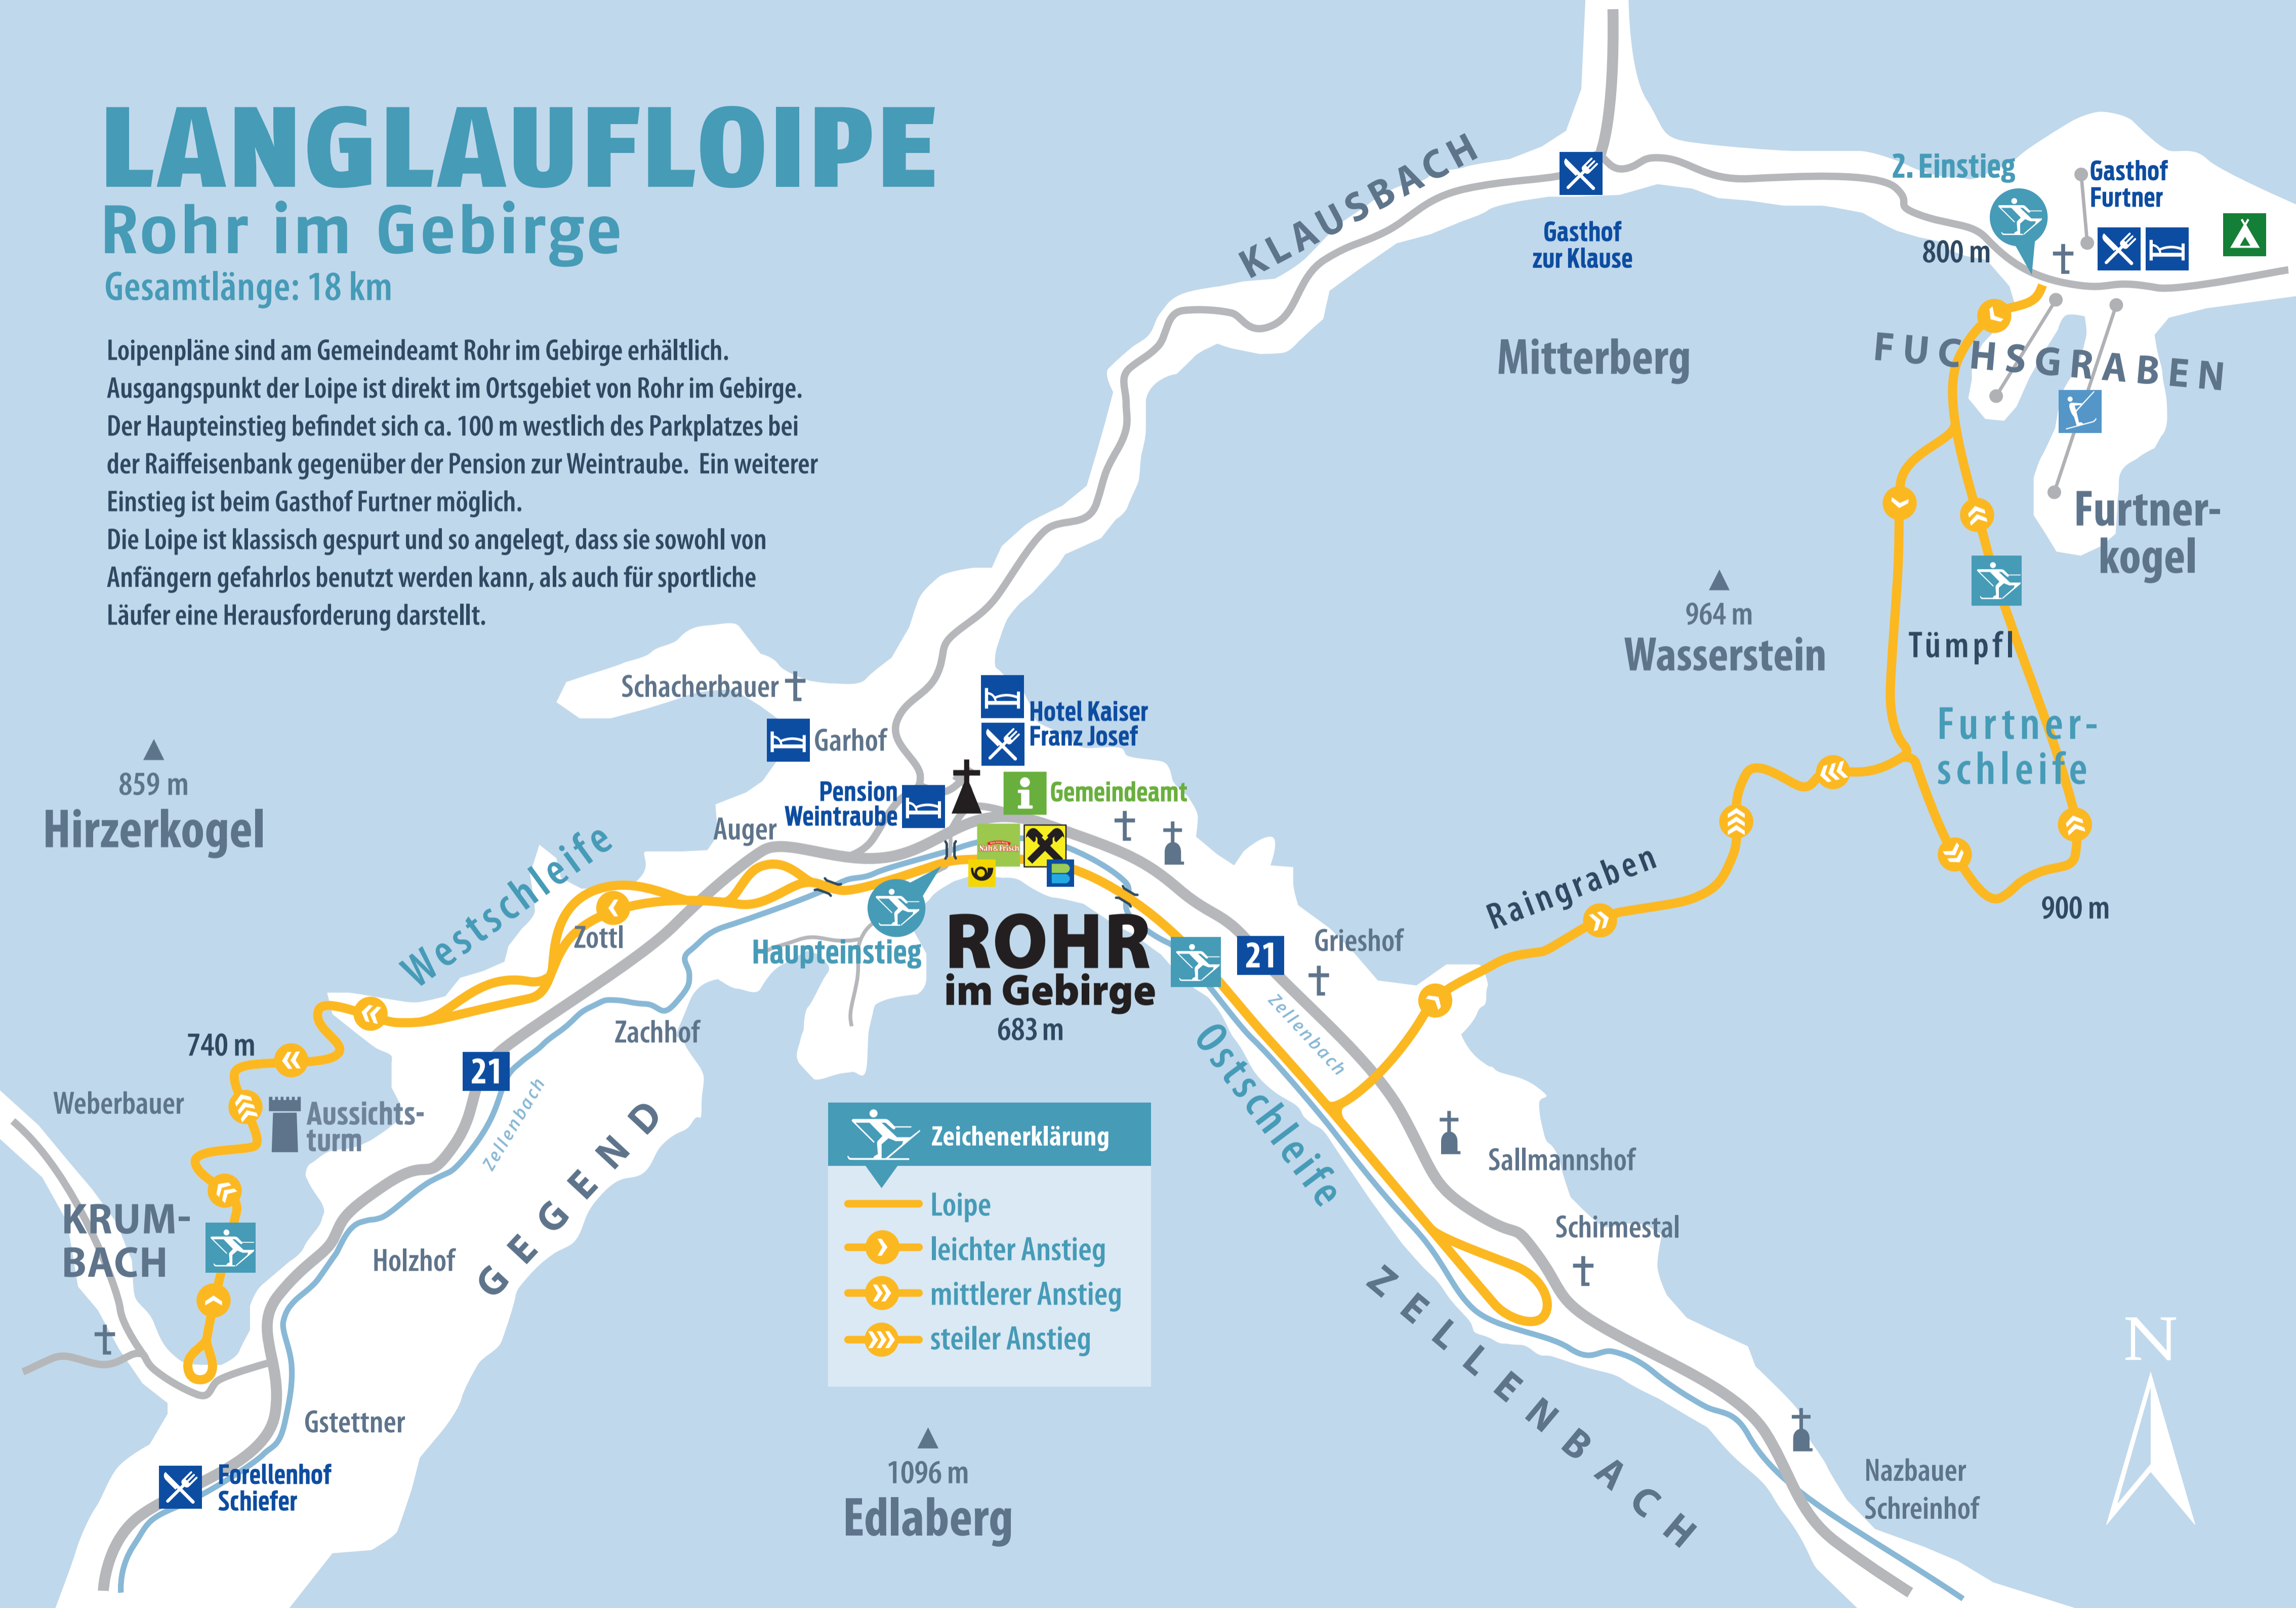 LANGLAUFLOIPE
Rohr im Gebirge
Gesamtlänge: 18 km
Loipenpläne sind am Gemeindeamt Rohr im Gebirge erhältlich.
Ausgangspunkt der Loipe ist direkt im Ortsgebiet von Rohr im Gebirge.
Der Haupteinstieg befindet sich ca. 100 m westlich des Parkplatzes bei
der Raiffeisenbank gegenüber der Pension zur Weintraube. Ein weiterer
Einstieg ist beim Gasthof Furtner möglich.
Die Loipe ist klassisch gespurt und so angelegt, dass sie sowohl von
Anfängern gefahrlos benutzt werden kann, als auch für sportliche
Läufer eine Herausforderung darstellt.
KLAUSBACH
Gasthof
zur Klause
Mitterberg
2. Einstieg
800 m
Gasthof
Furtner
FUCHSGRABEN
Furtner-
kogel
964 m
Wasserstein
Tümpfl
Furtner-
schleife
900 m
Raingraben
Schacherbauer
Garhof
Hotel Kaiser
Franz Josef
Pension
Weintraube
Gemeindeamt
Auger
Nah&Frisch
859 m
Hirzerkogel
Westschleife
Zottl
Haupteinstieg
ROHR
im Gebirge
683 m
21
Grieshof
Zellenbach
Zachhof
740 m
21
Zellenbach
Weberbauer
Aussichts-
turm
GEGEND
Ostschleife
KRUM-
BACH
Holzhof
Sallmannshof
Schirmestal
ZELLENBACH
Zeichenerklärung
Loipe
leichter Anstieg
mittlerer Anstieg
steiler Anstieg
Gstettner
Forellenhof
Schiefer
1096 m
Edlaberg
Nazbauer
Schreinhof
N